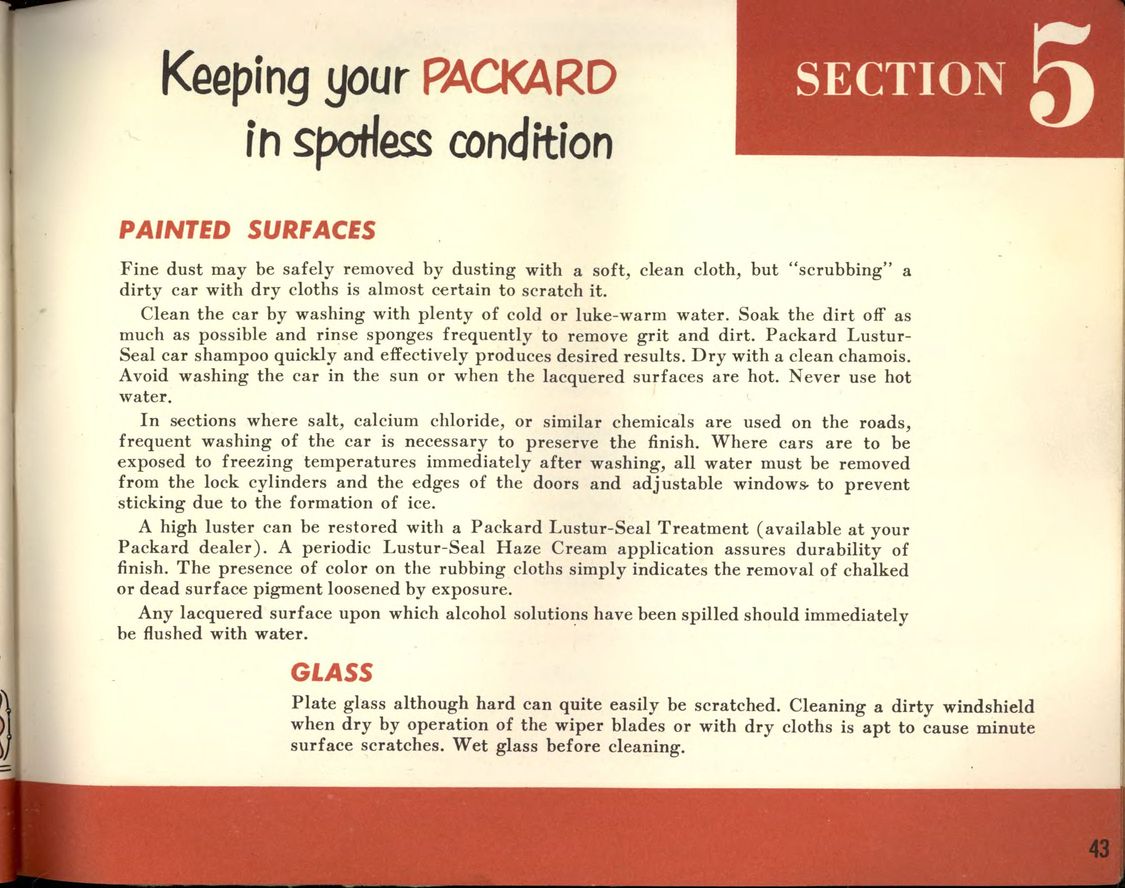 Keeping your PACKARD
in spotless condition
SECTION 5
PAINTED SURFACES
Fine dust may be safely removed by dusting with a soft, clean cloth, but “scrubbing” a
dirty car with dry cloths is almost certain to scratch it.
Clean the car by washing with plenty of cold or luke-warm water. Soak the dirt off as
much as possible and rinse sponges frequently to remove grit and dirt. Packard Lustur-
Seal car shampoo quickly and effectively produces desired results. Dry with a clean chamois.
Avoid washing the car in the sun or when the lacquered surfaces are hot. Never use hot
water.
In sections where salt, calcium chloride, or similar chemicals are used on the roads,
frequent washing of the car is necessary to preserve the finish. Where cars are to be
exposed to freezing temperatures immediately after washing, all water must be removed
from the lock cylinders and the edges of the doors and adjustable windows to prevent
sticking due to the formation of ice.
A high luster can be restored with a Packard Lustur-Seal Treatment (available at your
Packard dealer). A periodic Lustur-Seal Haze Cream application assures durability of
finish. The presence of color on the rubbing cloths simply indicates the removal of chalked
or dead surface pigment loosened by exposure.
Any lacquered surface upon which alcohol solutions have been spilled should immediately
be flushed with water.
GLASS
Plate glass although hard can quite easily be scratched. Cleaning a dirty windshield
when dry by operation of the wiper blades or with dry cloths is apt to cause minute
surface scratches. Wet glass before cleaning.
43